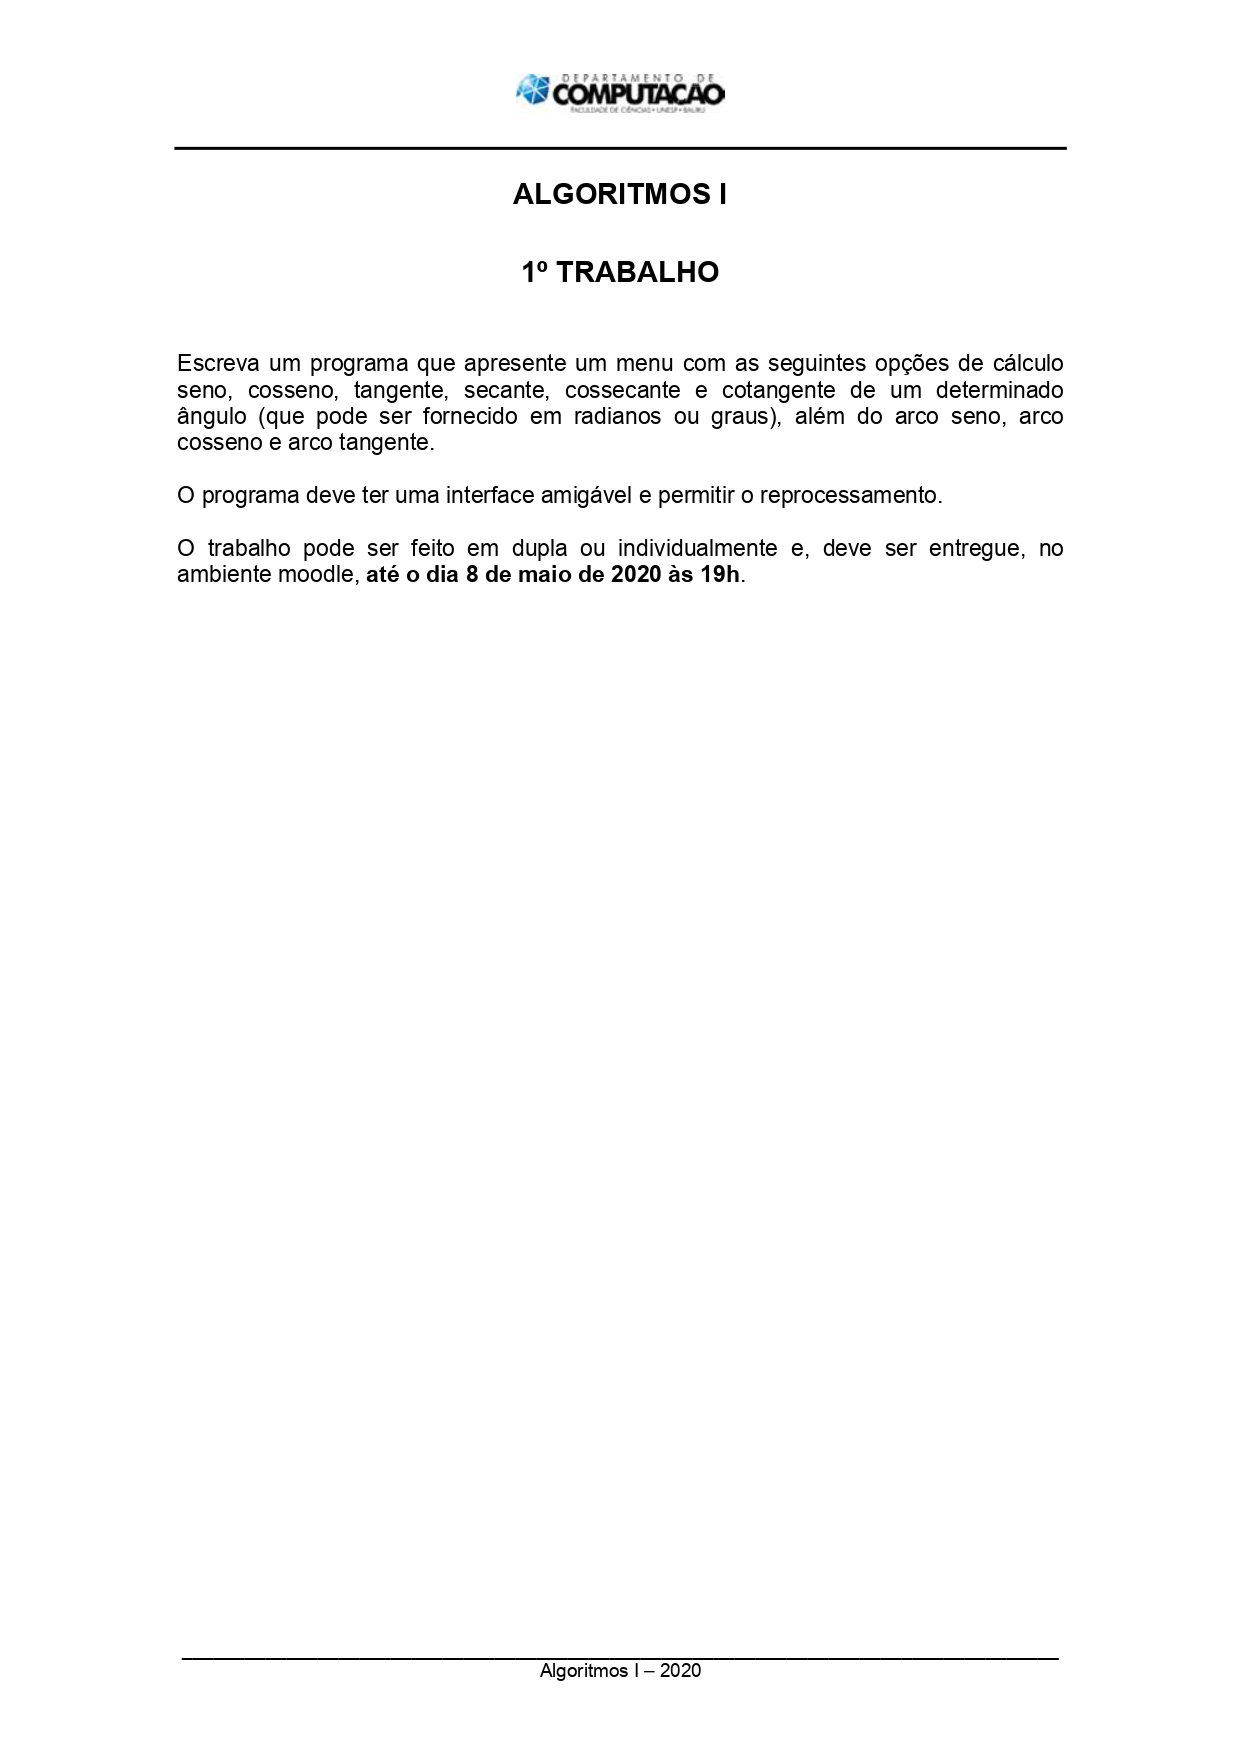 DEPARTAMENTO DE
COMPUTAÇÃO
FACULDADE DE CIÊNCIAS • UNESP • BAURU
ALGORITMOS I
1º TRABALHO
Escreva um programa que apresente um menu com as seguintes opções de cálculo
seno, cosseno, tangente, secante, cossecante e cotangente de um determinado
ângulo (que pode ser fornecido em radianos ou graus), além do arco seno, arco
cosseno e arco tangente.
O programa deve ter uma interface amigável e permitir o reprocessamento.
O trabalho pode ser feito em dupla ou individualmente e, deve ser entregue, no
ambiente moodle, até o dia 8 de maio de 2020 às 19h.
Algoritmos I – 2020